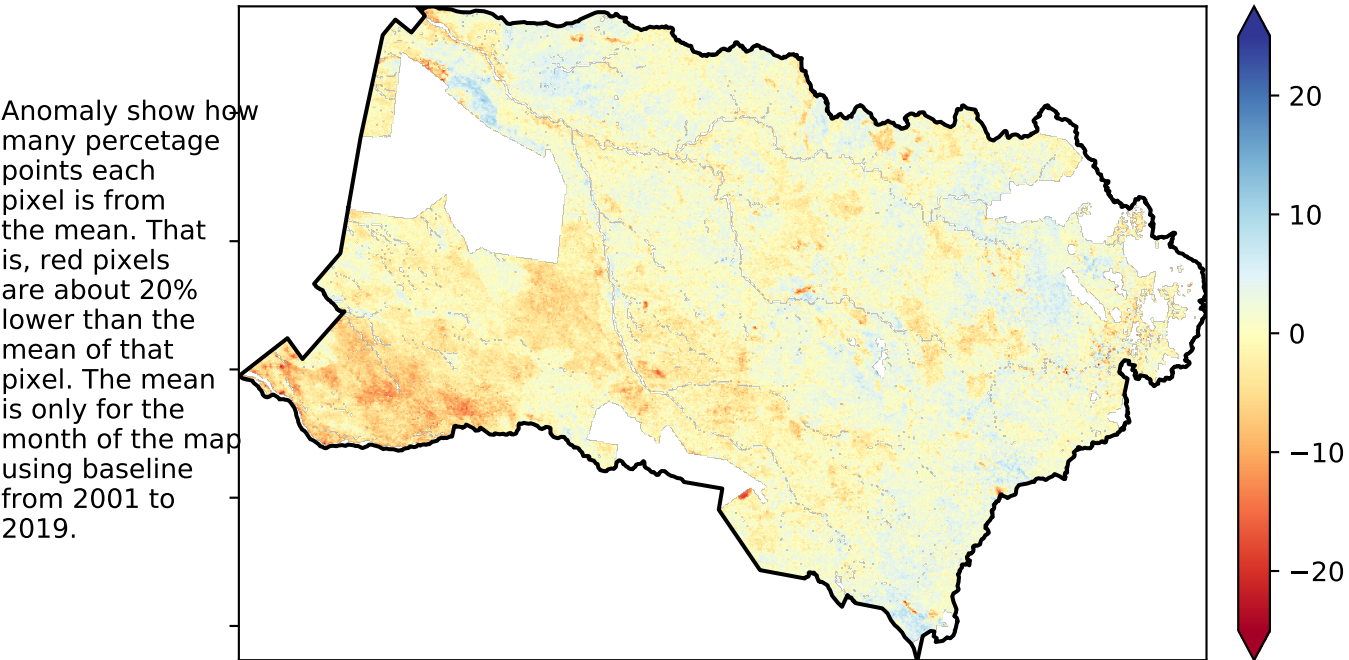 Anomaly show how
many percetage
points each
pixel is from
the mean. That
is, red pixels
are about 20%
lower than the
mean of that
pixel. The mean
is only for the
month of the map
using baseline
from 2001 to
2019.
20
10
0
−10
−20